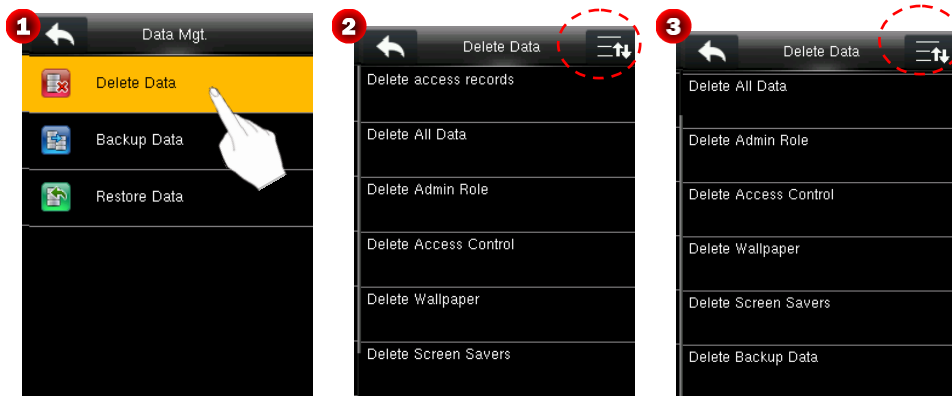 1
Data Mgt.
Delete Data
Backup Data
Restore Data
2
Delete Data
Delete access records
Delete All Data
Delete Admin Role
Delete Access Control
Delete Wallpaper
Delete Screen Savers
3
Delete Data
Delete All Data
Delete Admin Role
Delete Access Control
Delete Wallpaper
Delete Screen Savers
Delete Backup Data